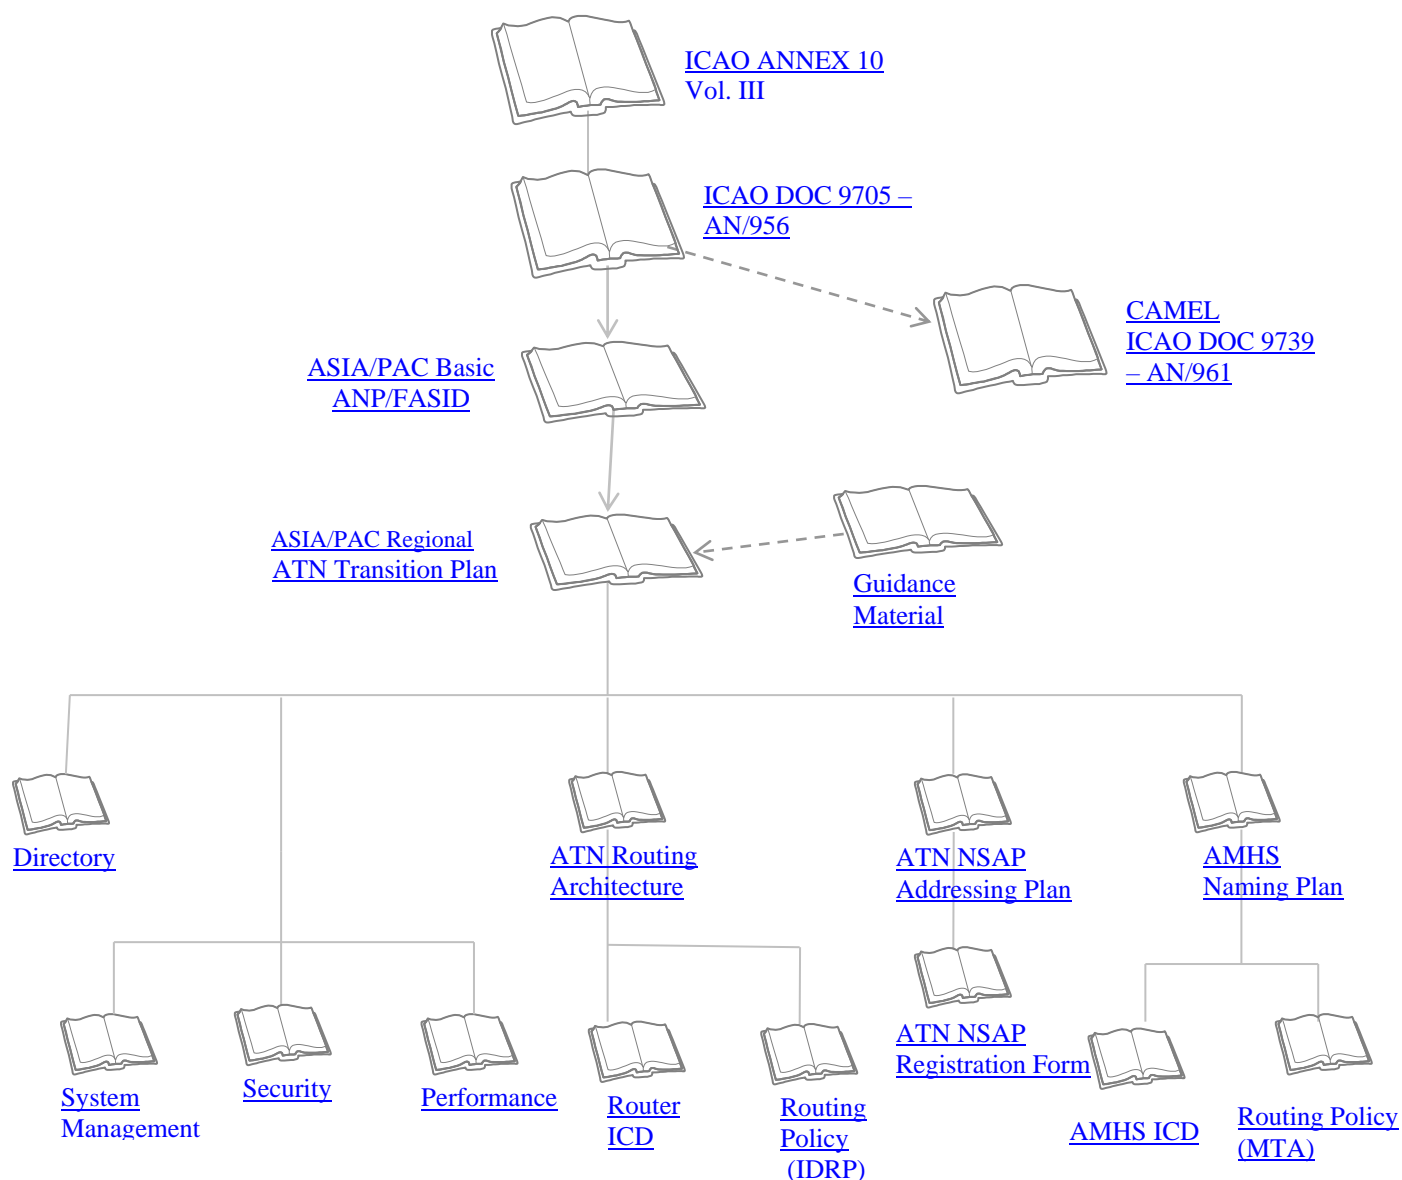 ICAO ANNEX 10
Vol. III
ICAO DOC 9705 –
AN/956
CAMEL
ICAO DOC 9739
– AN/961
ASIA/PAC Basic
ANP/FASID
ASIA/PAC Regional
ATN Transition Plan
Guidance
Material
Directory
ATN Routing
Architecture
ATN NSAP
Addressing Plan
AMHS
Naming Plan
System
Management
Security
Performance
Router
ICD
Routing
Policy
(IDRP)
ATN NSAP
Registration Form
AMHS ICD
Routing Policy
(MTA)